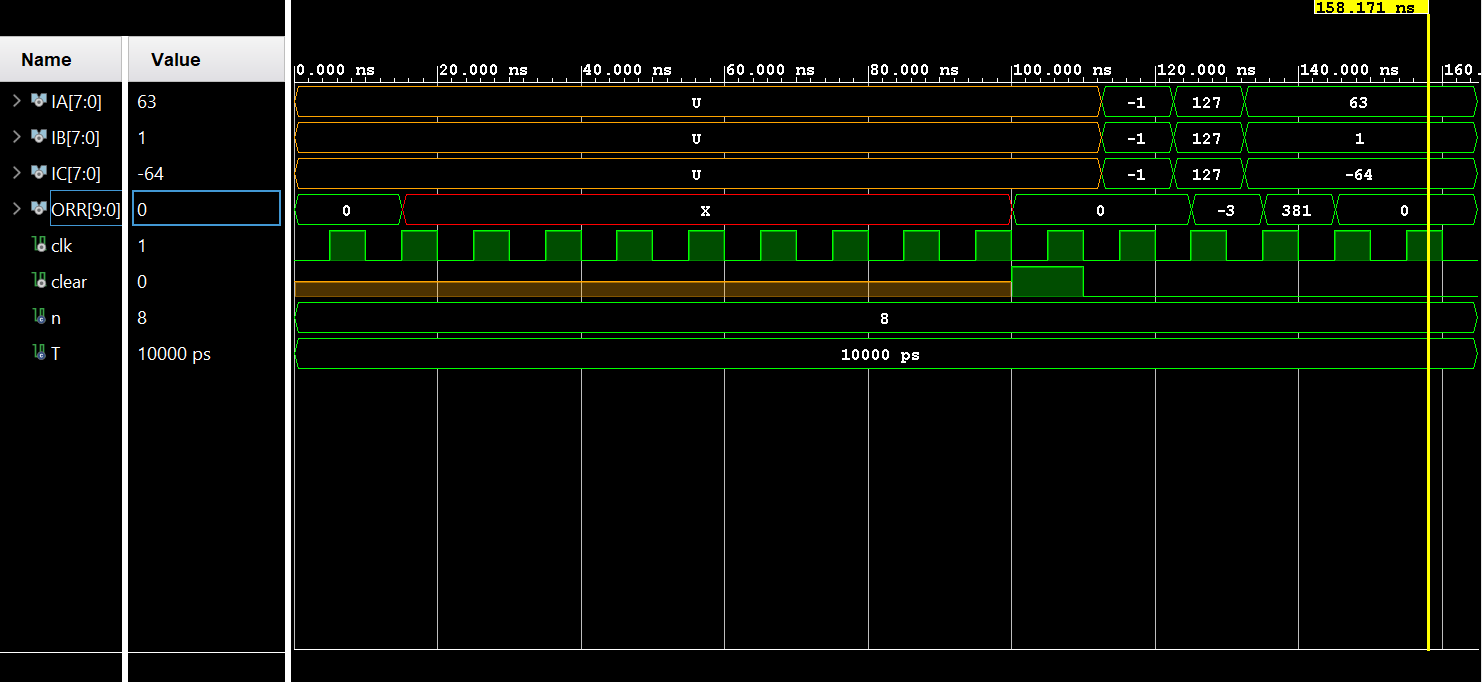 158.171 ns
Name Value
0.000 ns 20.000 ns 40.000 ns 60.000 ns 80.000 ns 100.000 ns 120.000 ns 140.000 ns 160.
IA[7:0] 63 U -1 127 63
IB[7:0] 1 U -1 127 1
IC[7:0] -64 U -1 127 -64
ORR[9:0] 0 0 X 0 -3 381 0
clk 1
clear 0
n 8 8
T 10000 ps 10000 ps